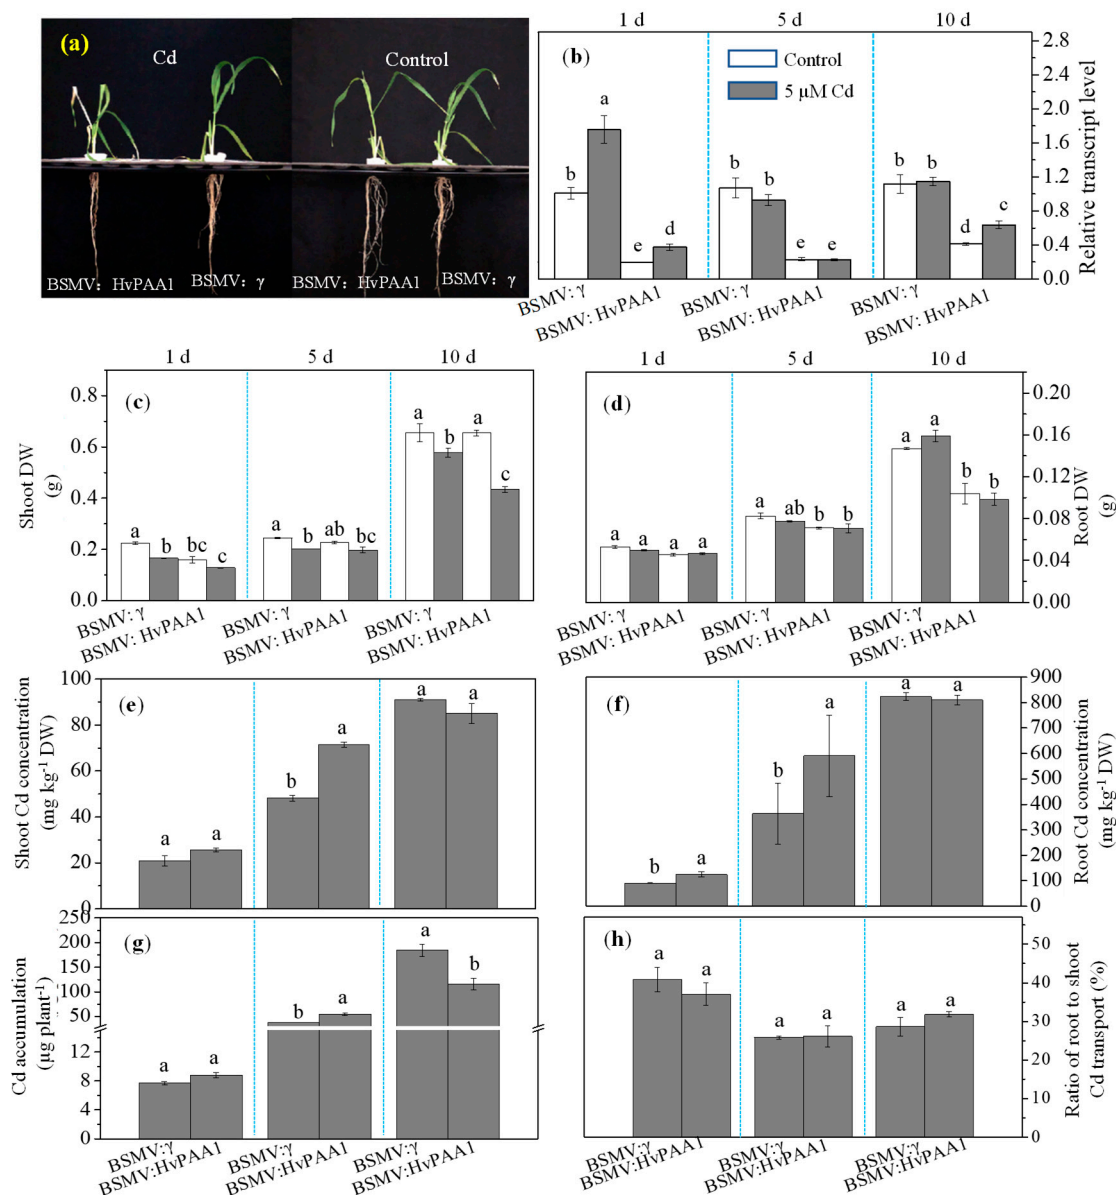 (a)
Cd
Control
BSMV: HvPAA1
BSMV: γ
BSMV: HvPAA1
BSMV: γ
1 d
5 d
10 d
(b)
Control
5 µM Cd
2.8
2.4
2.0
1.6
1.2
0.8
0.4
0.0
Relative transcript level
b
a
e
d
b
b
e
e
b
b
d
c
BSMV: γ
BSMV: HvPAA1
BSMV: γ
BSMV: HvPAA1
BSMV: γ
BSMV: HvPAA1
1 d
5 d
10 d
(c)
Shoot DW
(g)
0.8
0.6
0.4
0.2
0.0
a
b
bc
c
a
b
ab
bc
a
b
a
c
BSMV: γ
BSMV: HvPAA1
BSMV: γ
BSMV: HvPAA1
BSMV: γ
BSMV: HvPAA1
1 d
5 d
10 d
(d)
0.20
0.16
0.12
0.08
0.04
0.00
Root DW
(g)
a
a
a
a
a
ab
b
b
a
a
b
b
BSMV: γ
BSMV: HvPAA1
BSMV: γ
BSMV: HvPAA1
BSMV: γ
BSMV: HvPAA1
(e)
Shoot Cd concentration
(mg kg⁻¹ DW)
100
80
60
40
20
0
a
a
b
a
a
a
(f)
900
800
700
600
500
400
300
200
100
0
Root Cd concentration
(mg kg⁻¹ DW)
b
a
b
a
a
a
(g)
Cd accumulation
(µg plant⁻¹)
250
200
150
100
50
12
8
4
0
a
a
b
a
a
b
BSMV:γ
BSMV:HvPAA1
BSMV:γ
BSMV:HvPAA1
BSMV:γ
BSMV:HvPAA1
(h)
50
40
30
20
10
0
Ratio of root to shoot
Cd transport (%)
a
a
a
a
a
a
BSMV:γ
BSMV:HvPAA1
BSMV:γ
BSMV:HvPAA1
BSMV:γ
BSMV:HvPAA1